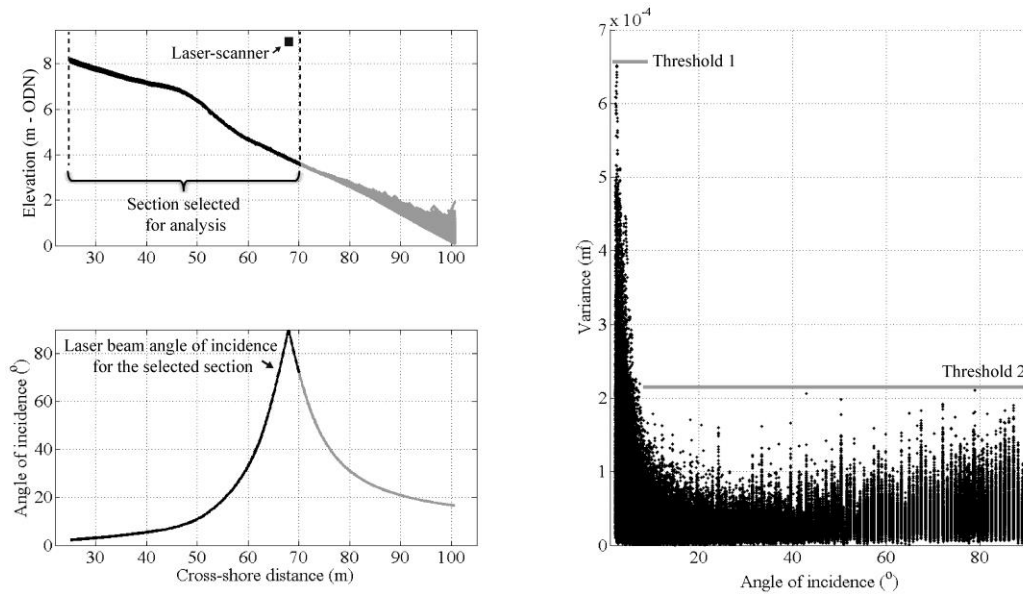 8
6
4
2
0
Elevation (m - ODN)
Laser-scanner
Section selected
for analysis
30 40 50 60 70 80 90 100
80
60
40
20
0
Angle of incidence (o)
Laser beam angle of incidence
for the selected section
30 40 50 60 70 80 90 100
Cross-shore distance (m)
7 x 10-4
6
5
4
3
2
1
0
Variance (m2)
Threshold 1
Threshold 2
20 40 60 80
Angle of incidence (o)